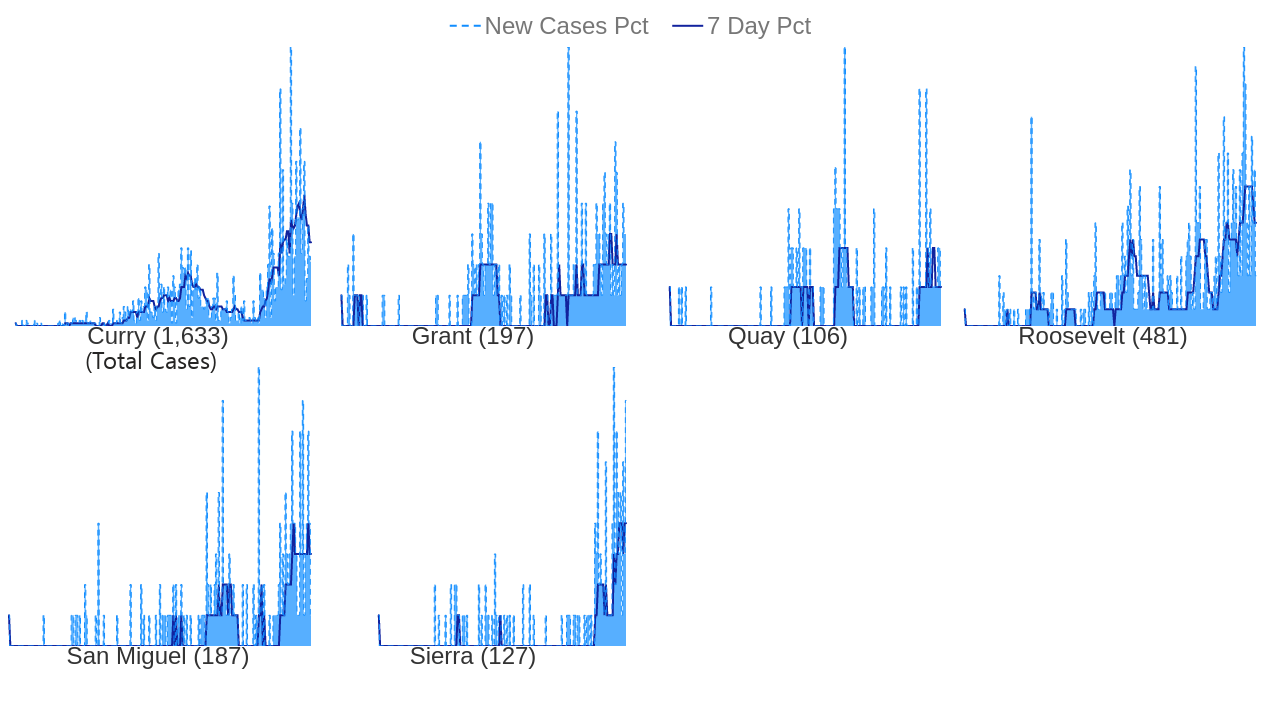 New Cases Pct 7 Day Pct
Curry (1,633) Grant (197) Quay (106) Roosevelt (481)
(Total Cases)
San Miguel (187) Sierra (127)